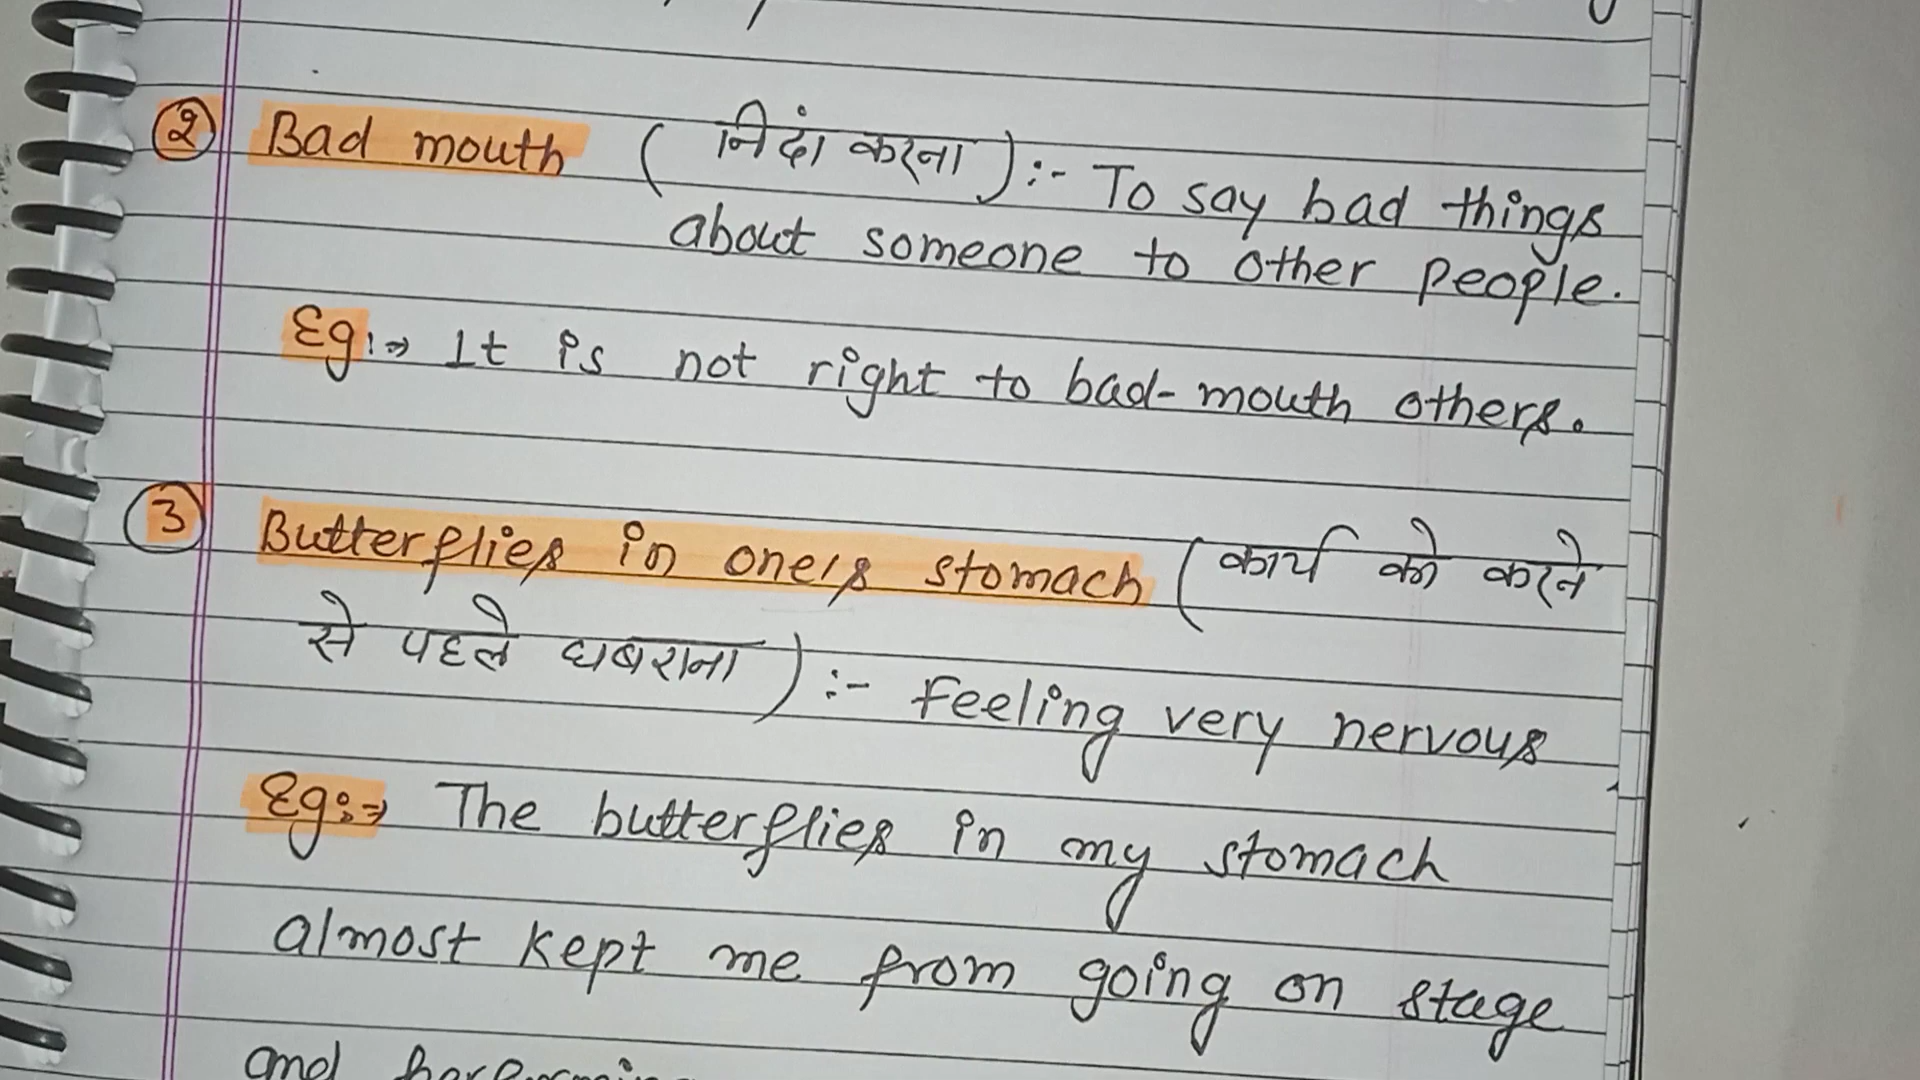 ② Bad mouth ( निदां करना ) :- To say bad things
about someone to other people.
Eg:⇒ It is not right to bad-mouth others.
③ Butterflies in one's stomach ( कार्य को करने
से पहले घबराना ) :- Feeling very nervous
Eg:⇒ The butterflies in my stomach
almost kept me from going on stage
and